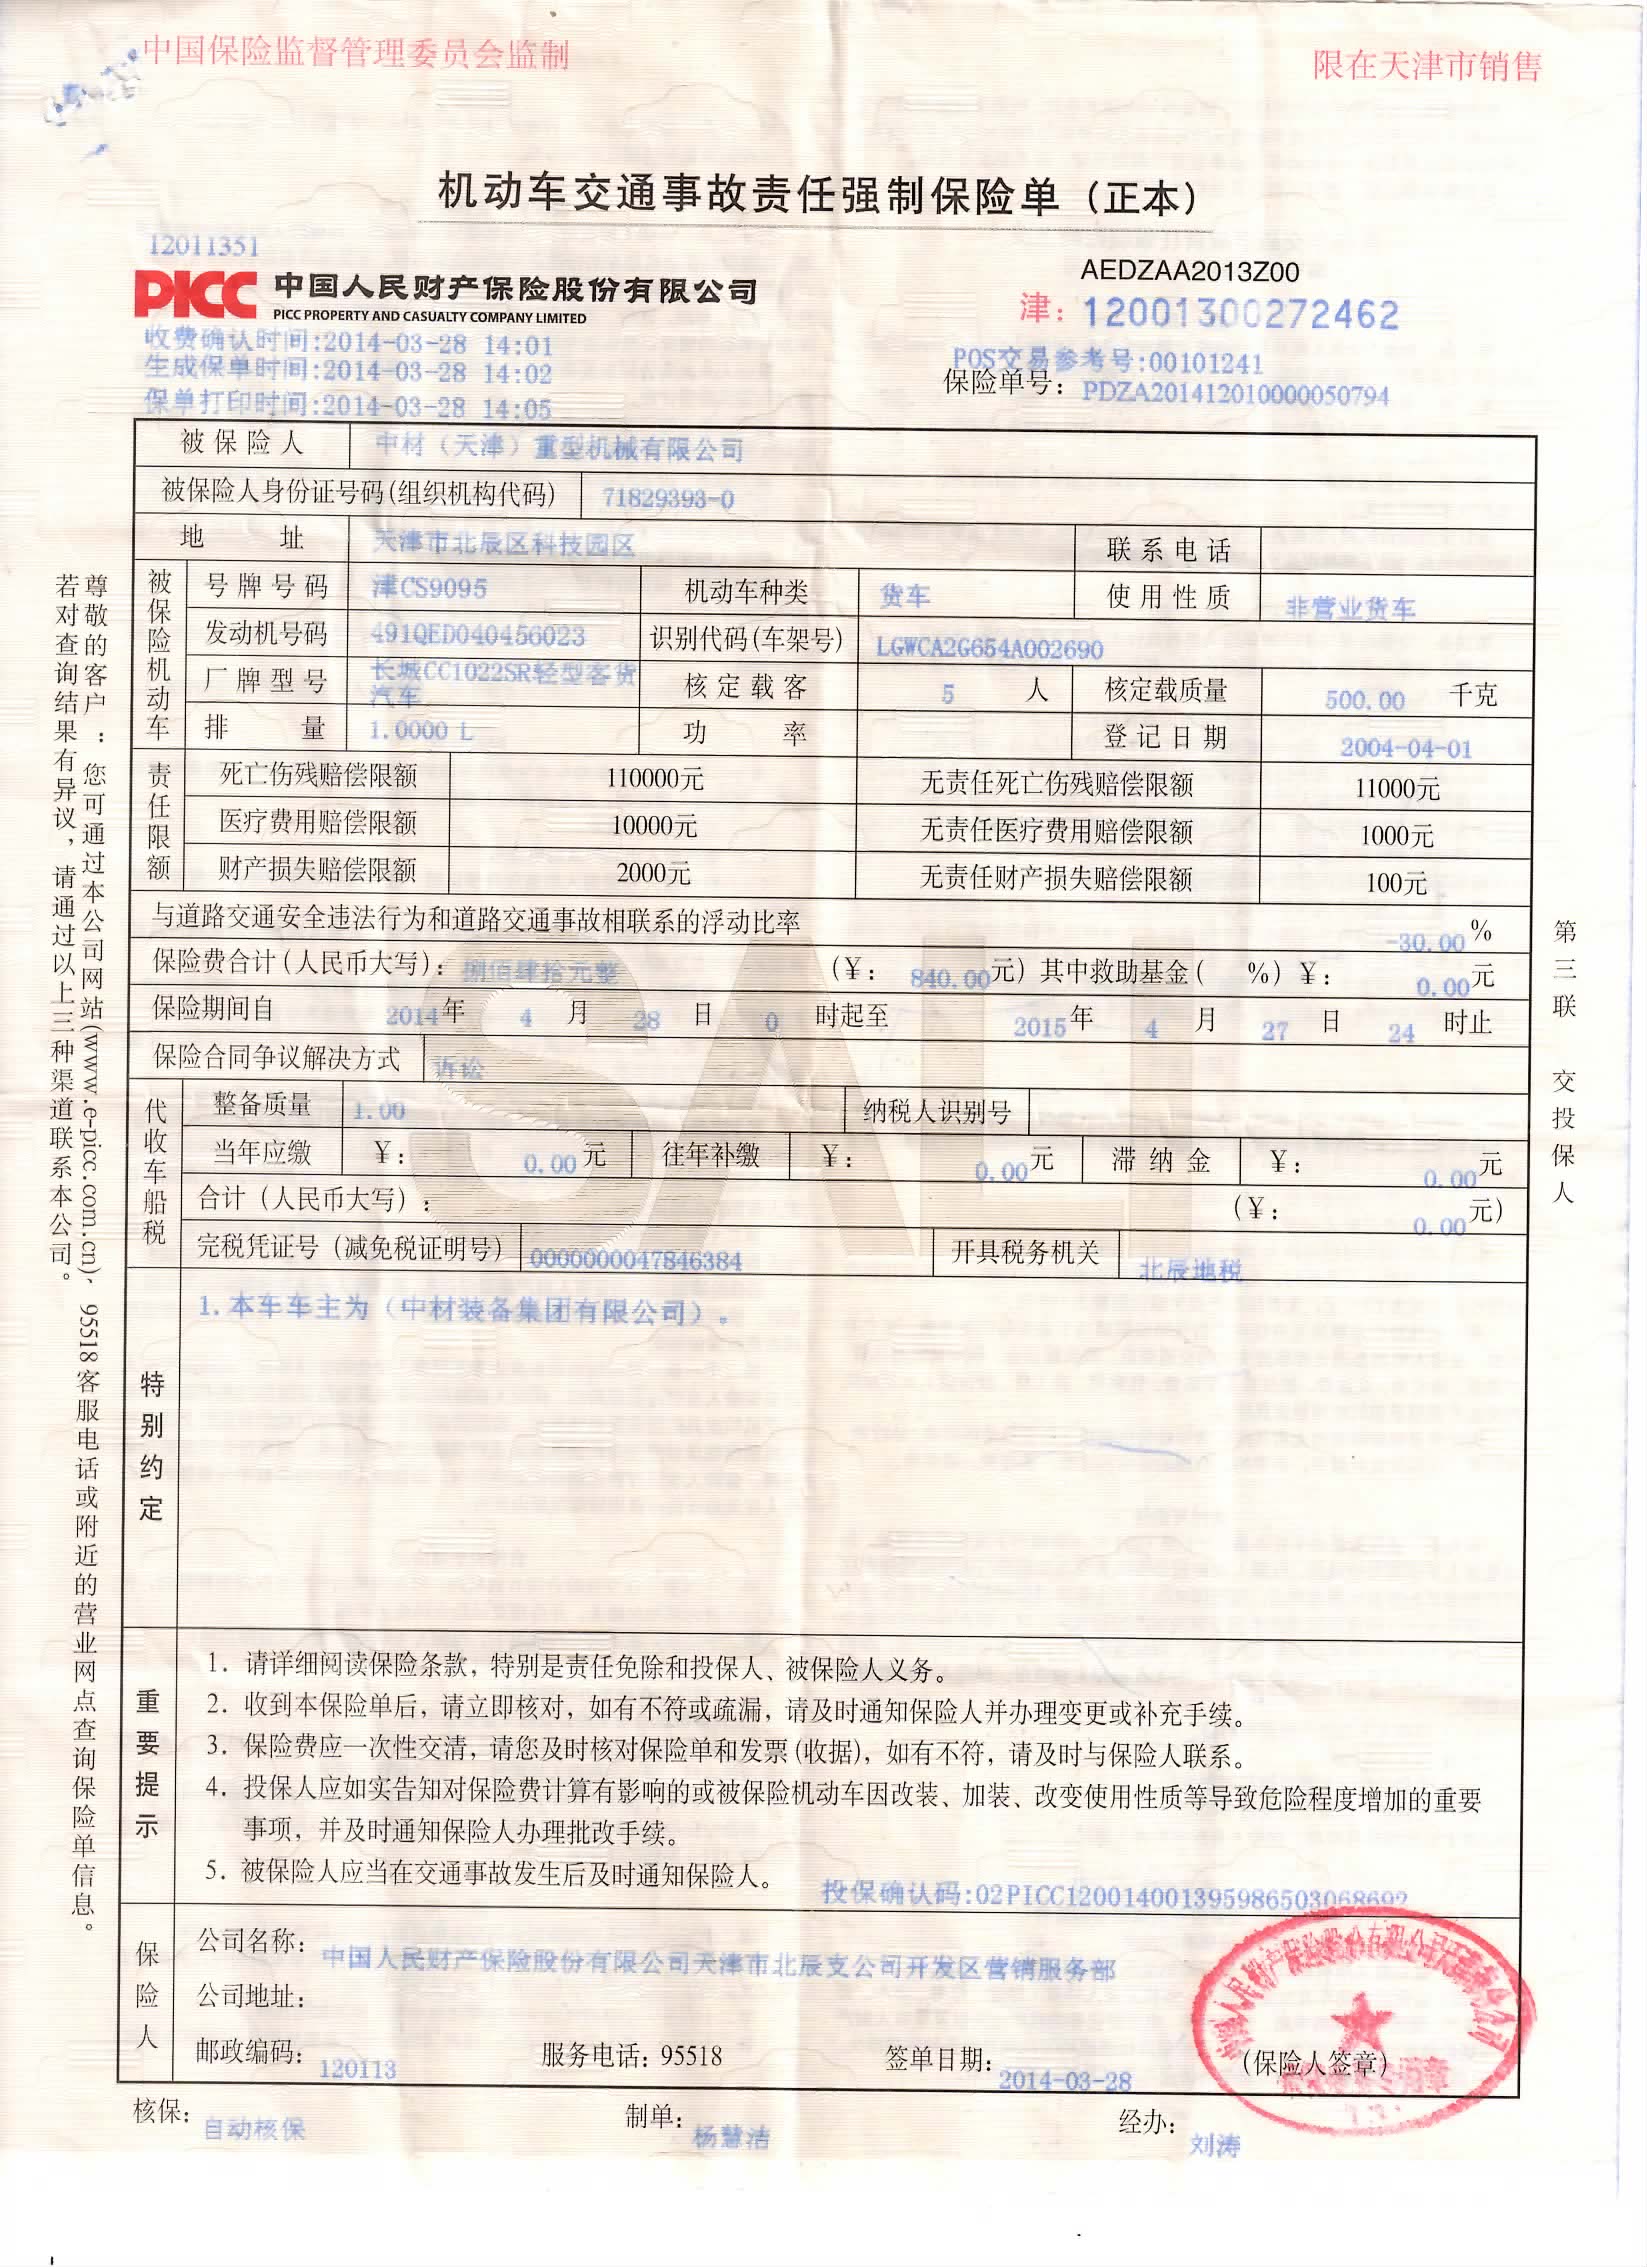 中国保险监督管理委员会监制
限在天津市销售
机动车交通事故责任强制保险单（正本）
12011351
PICC 中国人民财产保险股份有限公司
PICC PROPERTY AND CASUALTY COMPANY LIMITED
AEDZAA2013Z00
津：12001300272462
收费确认时间:2014-03-28 14:01
生成保单时间:2014-03-28 14:02
保单打印时间:2014-03-28 14:05
POS交易参考号:00101241
保险单号：PDZA201412010000050794
被保险人 中材（天津）重型机械有限公司
被保险人身份证号码(组织机构代码) 71829393-0
地址 天津市北辰区科技园区 联系电话
被保险机动车
号牌号码 津CS9095 机动车种类 货车 使用性质 非营业货车
发动机号码 491QED040456023 识别代码(车架号) LGWCA2G654A002690
厂牌型号 长城CC1022SR轻型客货汽车 核定载客 5 人 核定载质量 500.00 千克
排量 1.0000 L 功率 登记日期 2004-04-01
责任限额
死亡伤残赔偿限额 110000元 无责任死亡伤残赔偿限额 11000元
医疗费用赔偿限额 10000元 无责任医疗费用赔偿限额 1000元
财产损失赔偿限额 2000元 无责任财产损失赔偿限额 100元
与道路交通安全违法行为和道路交通事故相联系的浮动比率 -30.00 %
保险费合计(人民币大写)：捌佰肆拾元整 (￥：840.00元) 其中救助基金( %) ￥：0.00元
保险期间自 2014年 4 月 28 日 0 时起至 2015年 4 月 27 日 24 时止
保险合同争议解决方式 诉讼
代收车船税
整备质量 1.00 纳税人识别号
当年应缴 ￥：0.00元 往年补缴 ￥：0.00元 滞纳金 ￥：0.00元
合计（人民币大写）： (￥：0.00元)
完税凭证号（减免税证明号） 0000000047846384 开具税务机关 北辰地税
SALI
特别约定
1.本车车主为（中材装备集团有限公司）。
重要提示
1. 请详细阅读保险条款，特别是责任免除和投保人、被保险人义务。
2. 收到本保险单后，请立即核对，如有不符或疏漏，请及时通知保险人并办理变更或补充手续。
3. 保险费应一次性交清，请您及时核对保险单和发票(收据)，如有不符，请及时与保险人联系。
4. 投保人应如实告知对保险费计算有影响的或被保险机动车因改装、加装、改变使用性质等导致危险程度增加的重要
事项，并及时通知保险人办理批改手续。
5. 被保险人应当在交通事故发生后及时通知保险人。
投保确认码:02PICC120014001395986503068692
保险人
公司名称：中国人民财产保险股份有限公司天津市北辰支公司开发区营销服务部
公司地址：
邮政编码：120113 服务电话：95518 签单日期：2014-03-28 (保险人签章)
核保：自动核保 制单：杨慧洁 经办：刘涛
尊敬的客户：您可通过本公司网站(www.e-picc.com.cn)、95518客服电话或附近的营业网点查询保险单信息。
若对查询结果有异议，请通过以上三种渠道联系本公司。
第三联 交投保人